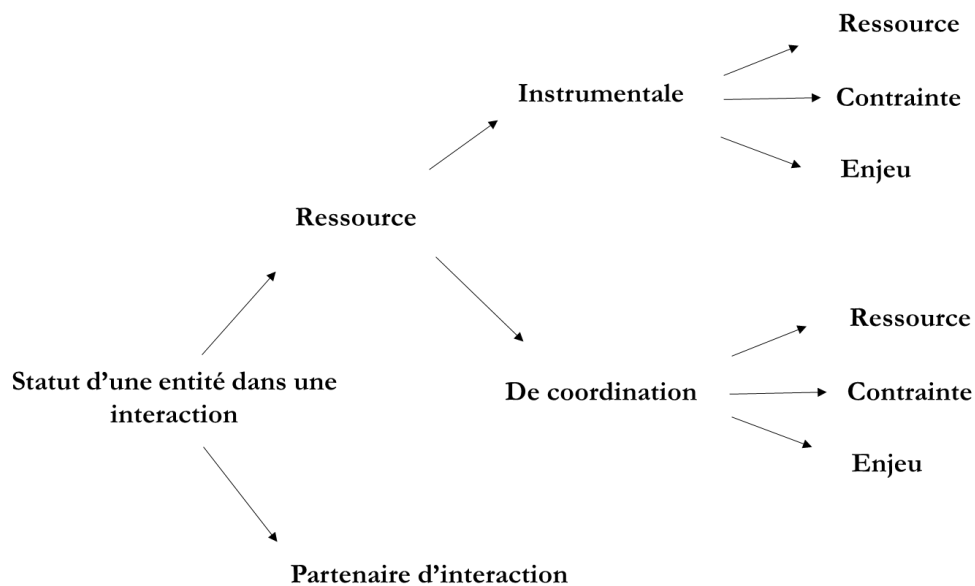 Ressource
Instrumentale
Contrainte
Enjeu
Ressource
Ressource
Statut d’une entité dans une
interaction
De coordination
Contrainte
Enjeu
Partenaire d’interaction